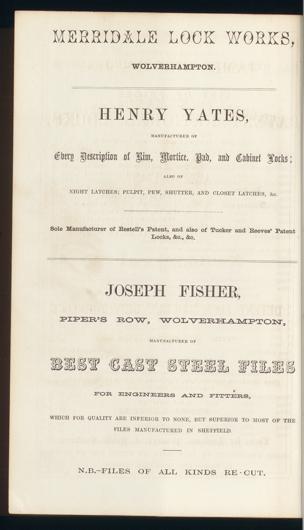 MERRIDALE LOCK WORKS,
WOLVERHAMPTON.
HENRY YATES,
MANUFACTURER OF
Every Description of Rim, Mortice, Pad, and Cabinet Locks;
ALSO OF
NIGHT LATCHES; PULPIT, PEW, SHUTTER, AND CLOSET LATCHES, &c.
Sole Manufacturer of Restell's Patent, and also of Tucker and Reeves' Patent
Locks, &c., &c.
JOSEPH FISHER,
PIPER'S ROW, WOLVERHAMPTON,
MANUFACTURER OF
BEST CAST STEEL FILES
FOR ENGINEERS AND FITTERS,
WHICH FOR QUALITY ARE INFERIOR TO NONE, BUT SUPERIOR TO MOST OF THE
FILES MANUFACTURED IN SHEFFIELD.
N.B.—FILES OF ALL KINDS RE-CUT.